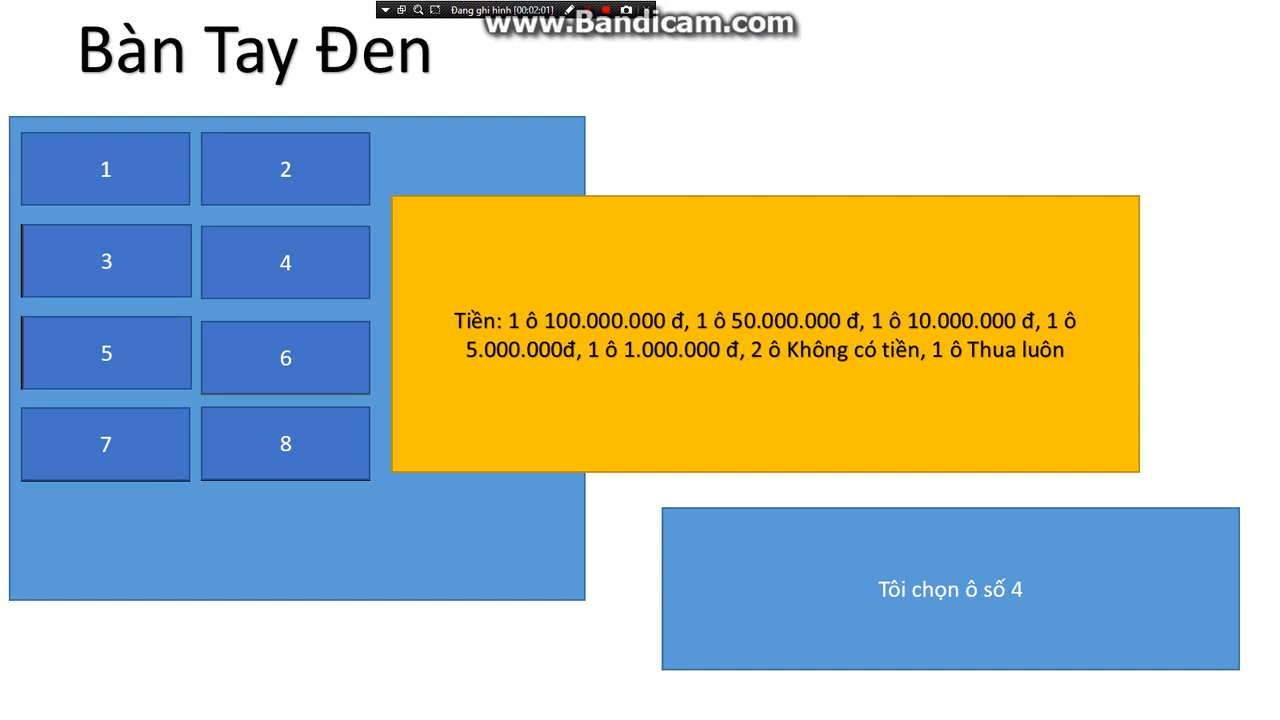 Đang ghi hình [00:02:01]
www.Bandicam.com
Bàn Tay Đen
1
2
3
4
5
6
7
8
Tiền: 1 ô 100.000.000 đ, 1 ô 50.000.000 đ, 1 ô 10.000.000 đ, 1 ô
5.000.000đ, 1 ô 1.000.000 đ, 2 ô Không có tiền, 1 ô Thua luôn
Tôi chọn ô số 4